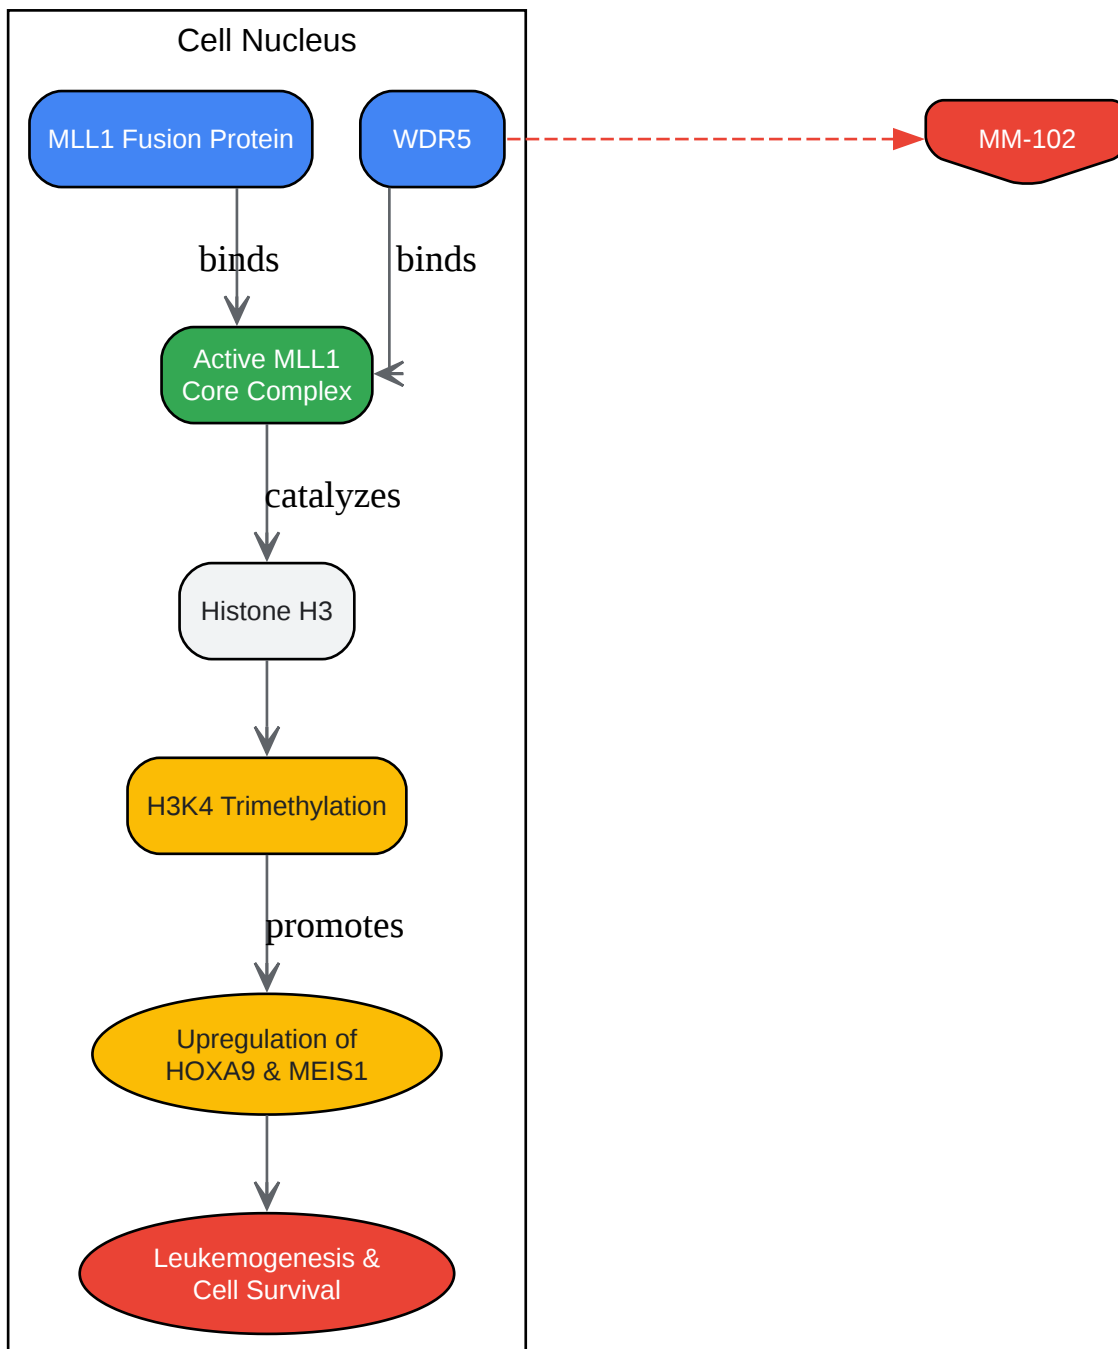 Cell Nucleus
MLL1 Fusion Protein
WDR5
MM-102
binds
binds
Active MLL1
Core Complex
catalyzes
Histone H3
H3K4 Trimethylation
promotes
Upregulation of
HOXA9 & MEIS1
Leukemogenesis &
Cell Survival